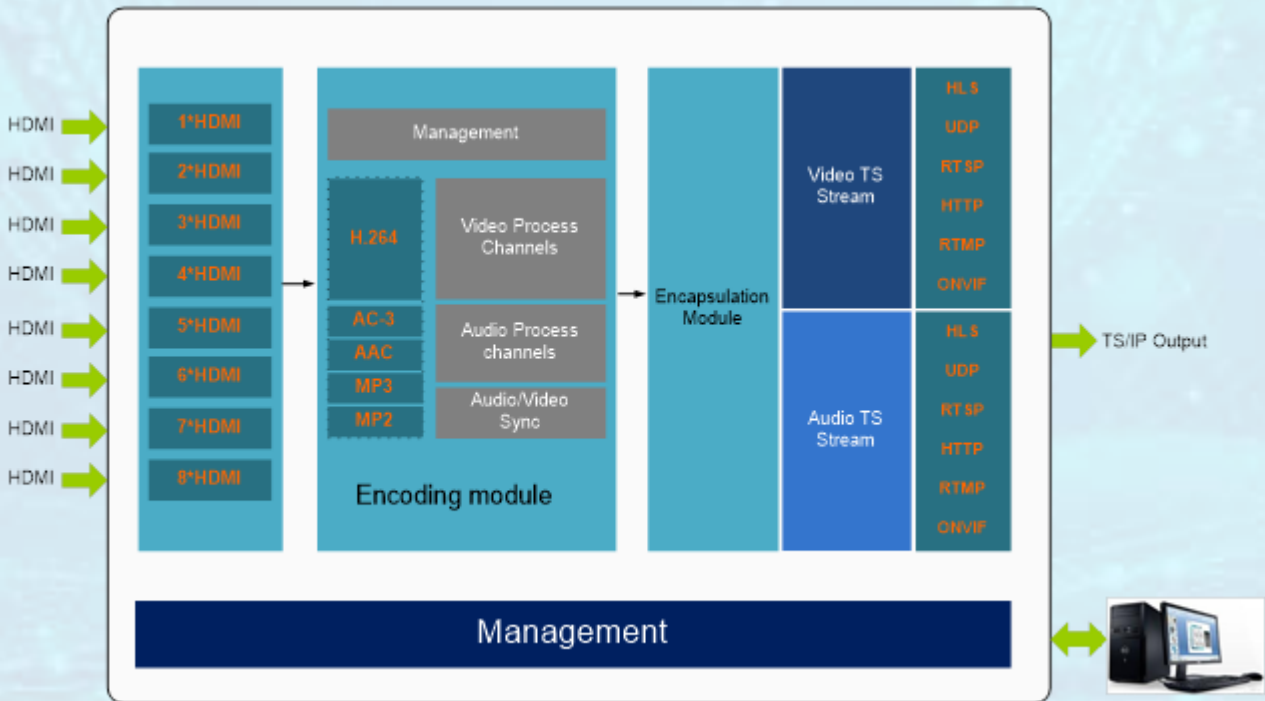 HDMI
HDMI
HDMI
HDMI
HDMI
HDMI
HDMI
HDMI
1*HDMI
2*HDMI
3*HDMI
4*HDMI
5*HDMI
6*HDMI
7*HDMI
8*HDMI
Management
H.264
AC-3
AAC
MP3
MP2
Video Process
Channels
Audio Process
channels
Audio/Video
Sync
Encoding module
Encapsulation
Module
Video TS
Stream
Audio TS
Stream
HLS
UDP
RTSP
HTTP
RTMP
ONVIF
HLS
UDP
RTSP
HTTP
RTMP
ONVIF
TS/IP Output
Management